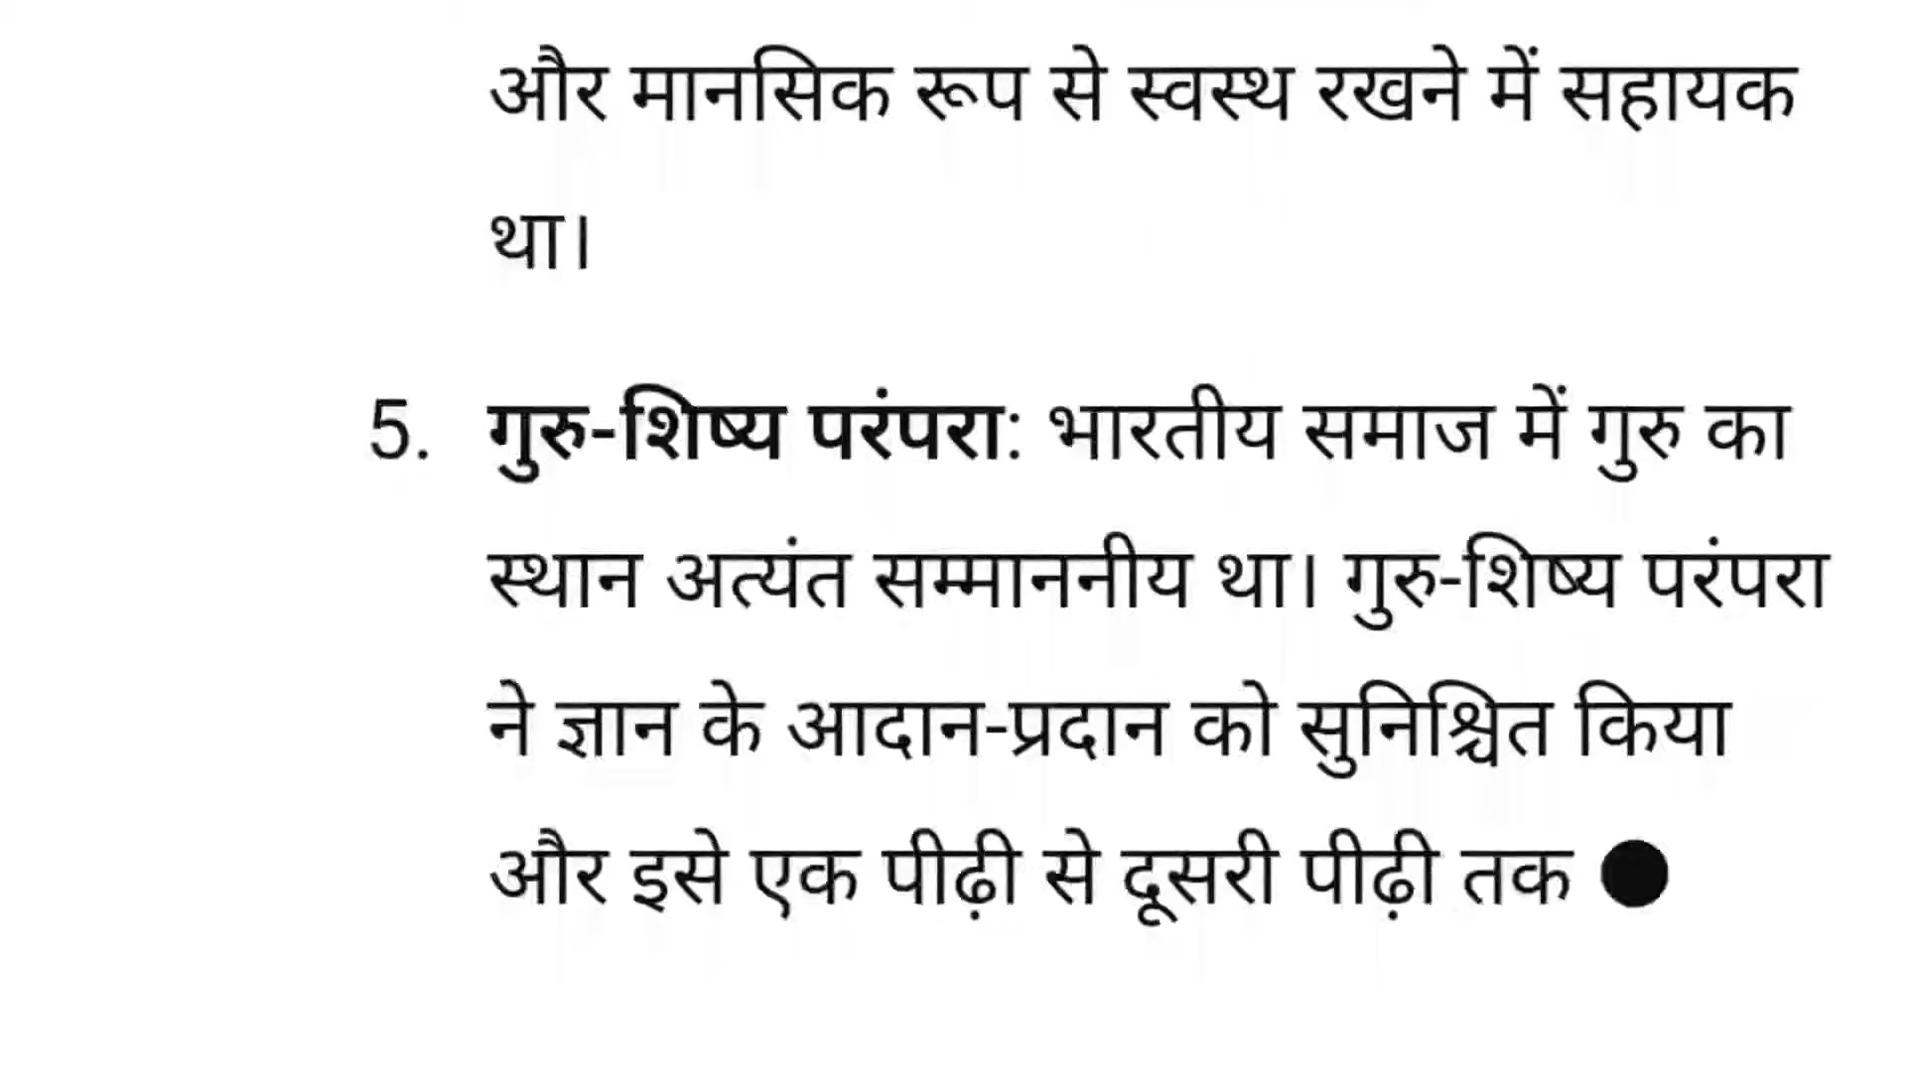 और मानसिक रूप से स्वस्थ रखने में सहायक
था।
5. गुरु-शिष्य परंपरा: भारतीय समाज में गुरु का
स्थान अत्यंत सम्माननीय था। गुरु-शिष्य परंपरा
ने ज्ञान के आदान-प्रदान को सुनिश्चित किया
और इसे एक पीढ़ी से दूसरी पीढ़ी तक